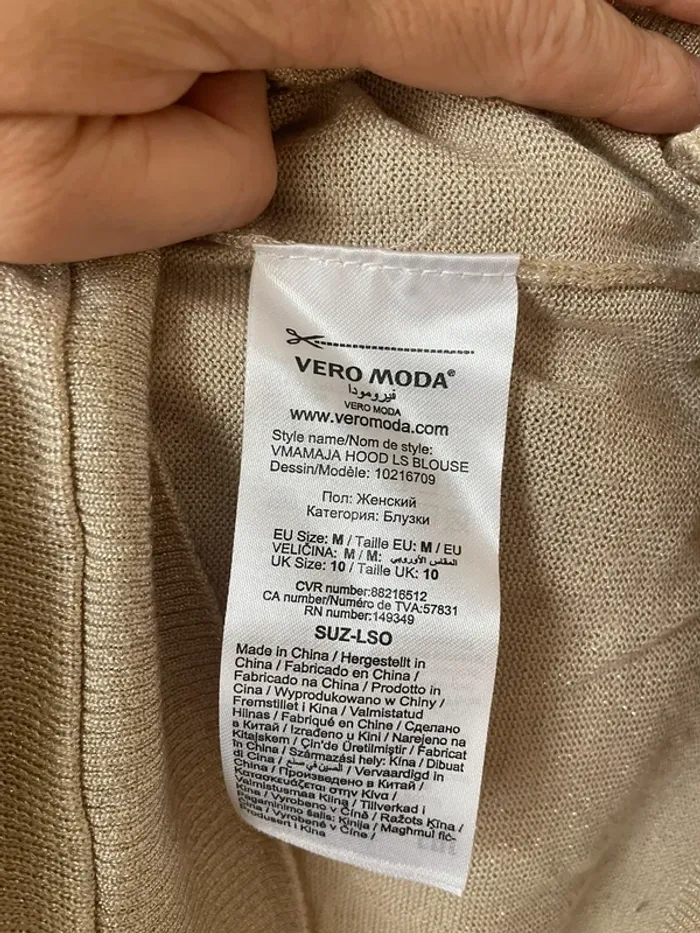 VERO MODA®
فيرومودا
VERO MODA
www.veromoda.com
Style name/Nom de style:
VMAMAJA HOOD LS BLOUSE
Dessin/Modèle: 10216709
Пол: Женский
Категория: Блузки
EU Size: M / Taille EU: M / EU
VELIČINA: M / M: المقاس الأوروبي
UK Size: 10 / Taille UK: 10
CVR number:88216512
CA number/Numéro de TVA:57831
RN number:149349
SUZ-LSO
Made in China / Hergestellt in
China / Fabricado en China /
Fabricado na China / Prodotto in
Cina / Wyprodukowano w Chiny /
Fremstillet i Kina / Valmistatud
Hiinas / Fabriqué en Chine / Сделано
в Китай / Izrađeno u Kini / Narejeno na
Kitajskem / Çin'de Üretilmiştir / Fabricat
în China / Származási hely: Kína / Dibuat
di Cina / الصين في صنع / Vervaardigd in
China / Произведено в Китай /
Κατασκευάζεται στην Κίνα /
Valmistusmaa Kiina / Tillverkad i
Kina / Vyrobeno v Číně / Ražots Ķīna /
Pagaminimo šalis: Kinija / Magħmul fiċ-
Ċina / Vyrobené v Číne /
Produsert i Kina